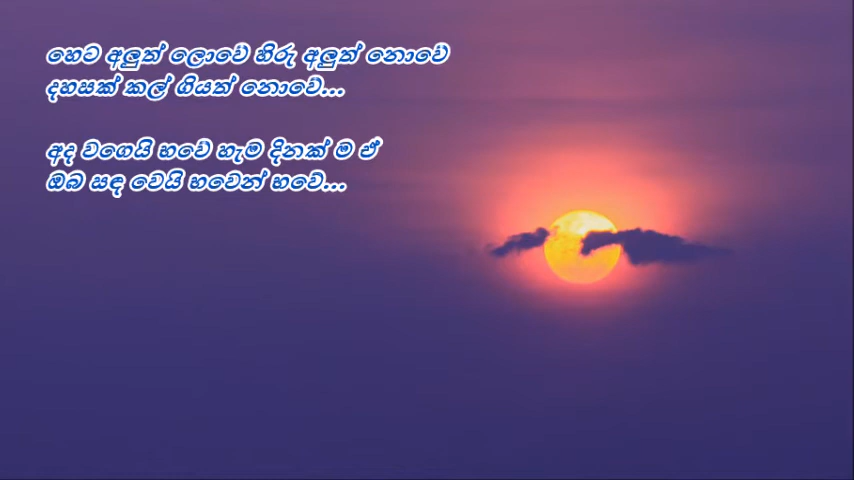 හෙට අලුත් ලොවේ හිරු අලුත් නොවේ
දහසක් කල් ගියත් නොවෙ...
අද වගෙයි භවේ හැම දිනක් ම ඒ
ඔබ සඳ වෙයි භවෙන් භවෙ...